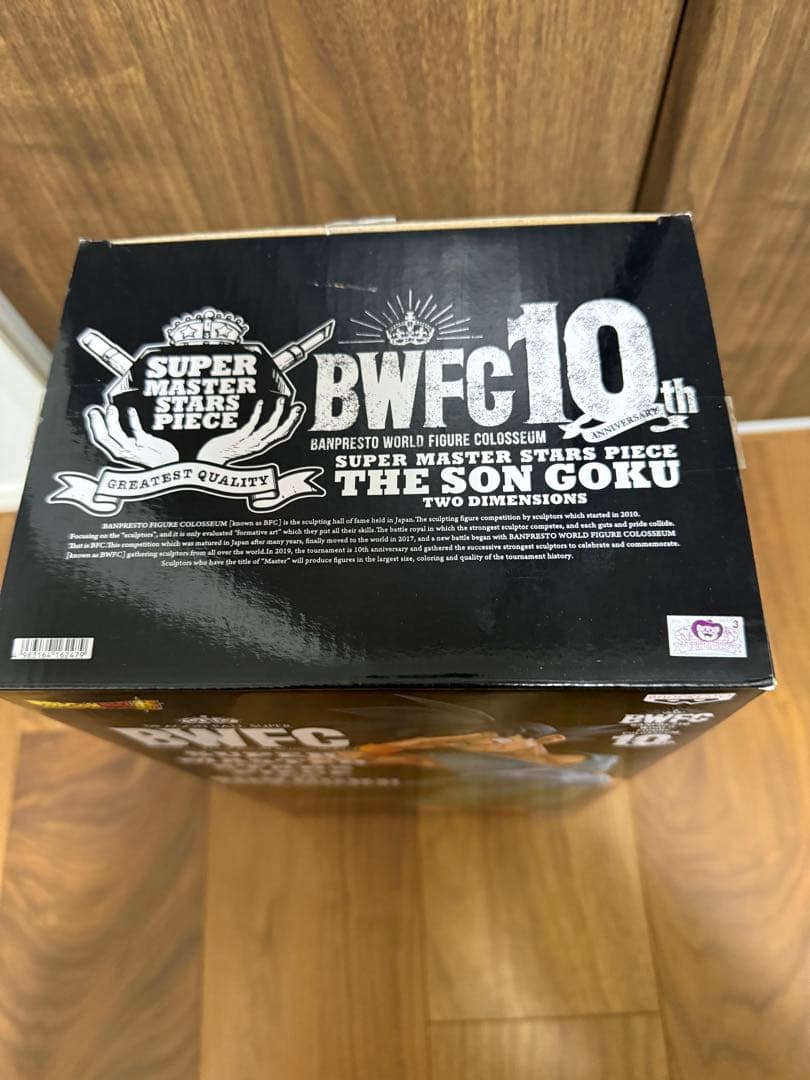 SUPER
MASTER
STARS
PIECE
GREATEST QUALITY
BWFC10th
ANNIVERSARY
BANPRESTO WORLD FIGURE COLOSSEUM
SUPER MASTER STARS PIECE
THE SON GOKU
TWO DIMENSIONS
BANPRESTO FIGURE COLOSSEUM [known as BFC] is the sculpting hall of fame held in Japan.The sculpting figure competition by sculptors which started in 2010.
Focusing on the "sculptors", and it is only evaluated "formative art" which they put all their skills.The battle royal in which the strongest sculptor competes, and each guts and pride collide.
That is BFC.This competition which was matured in Japan after many years, finally moved to the world in 2017, and a new battle began with BANPRESTO WORLD FIGURE COLOSSEUM
[known as BWFC] gathering sculptors from all over the world.In 2019, the tournament is 10th anniversary and gathered the successive strongest sculptors to celebrate and commemorate.
Sculptors who have the title of "Master" will produce figures in the largest size, coloring and quality of the tournament history.
3
4 983164 162479
DRAGON BALL SUPER
BWFC
BWFC